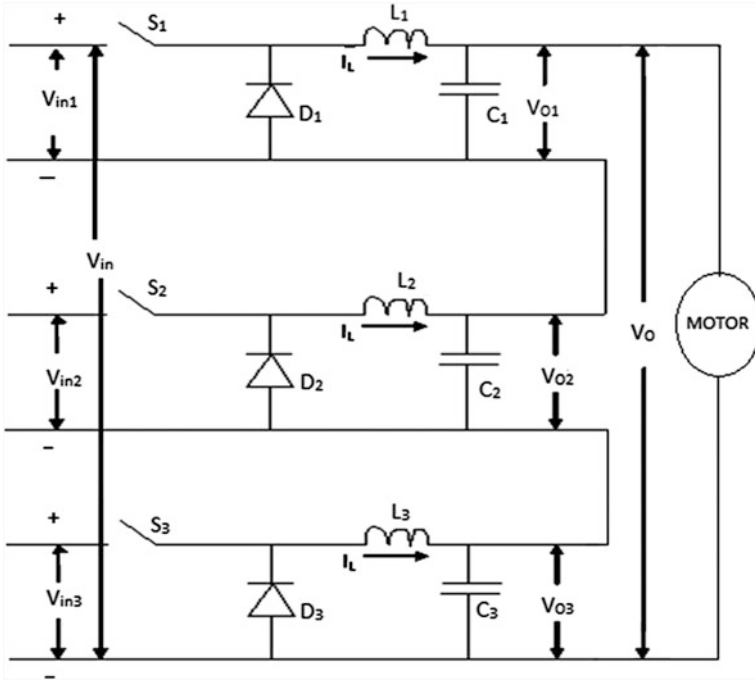 + S1 L1
Vin1 D1 IL C1 VO1
–
Vin VO MOTOR
+ S2 L2
Vin2 D2 IL C2 VO2
–
+ S3 L3
Vin3 D3 IL C3 VO3
–